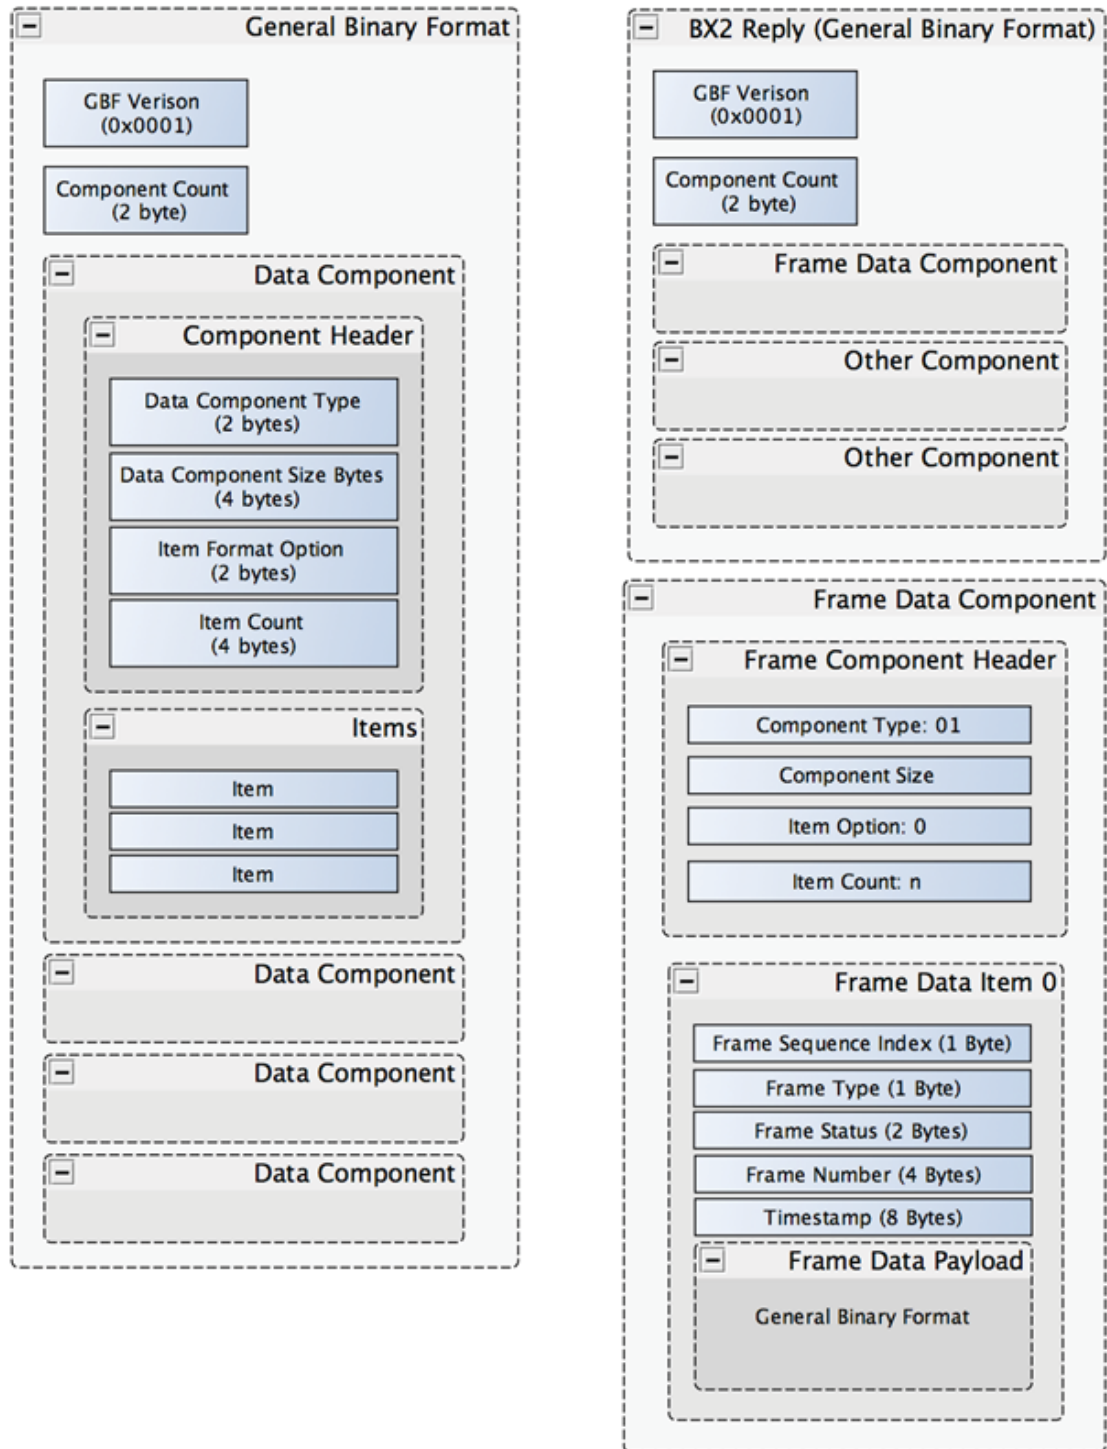 General Binary Format
GBF Verison
(0x0001)
Component Count
(2 byte)
Data Component
Component Header
Data Component Type
(2 bytes)
Data Component Size Bytes
(4 bytes)
Item Format Option
(2 bytes)
Item Count
(4 bytes)
Items
Item
Item
Item
Data Component
Data Component
Data Component
BX2 Reply (General Binary Format)
GBF Verison
(0x0001)
Component Count
(2 byte)
Frame Data Component
Other Component
Other Component
Frame Data Component
Frame Component Header
Component Type: 01
Component Size
Item Option: 0
Item Count: n
Frame Data Item 0
Frame Sequence Index (1 Byte)
Frame Type (1 Byte)
Frame Status (2 Bytes)
Frame Number (4 Bytes)
Timestamp (8 Bytes)
Frame Data Payload
General Binary Format